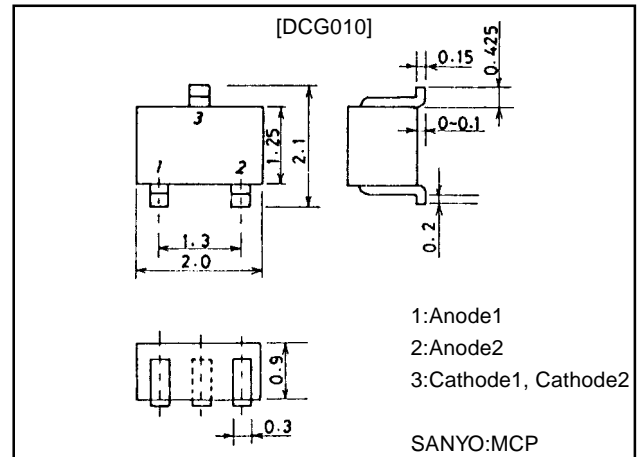 [DCG010]
0.15
0.425
3
1.25
2.1
0~0.1
1
2
0.2
1.3
2.0
1:Anode1
2:Anode2
3:Cathode1, Cathode2
0.9
0.3
SANYO:MCP